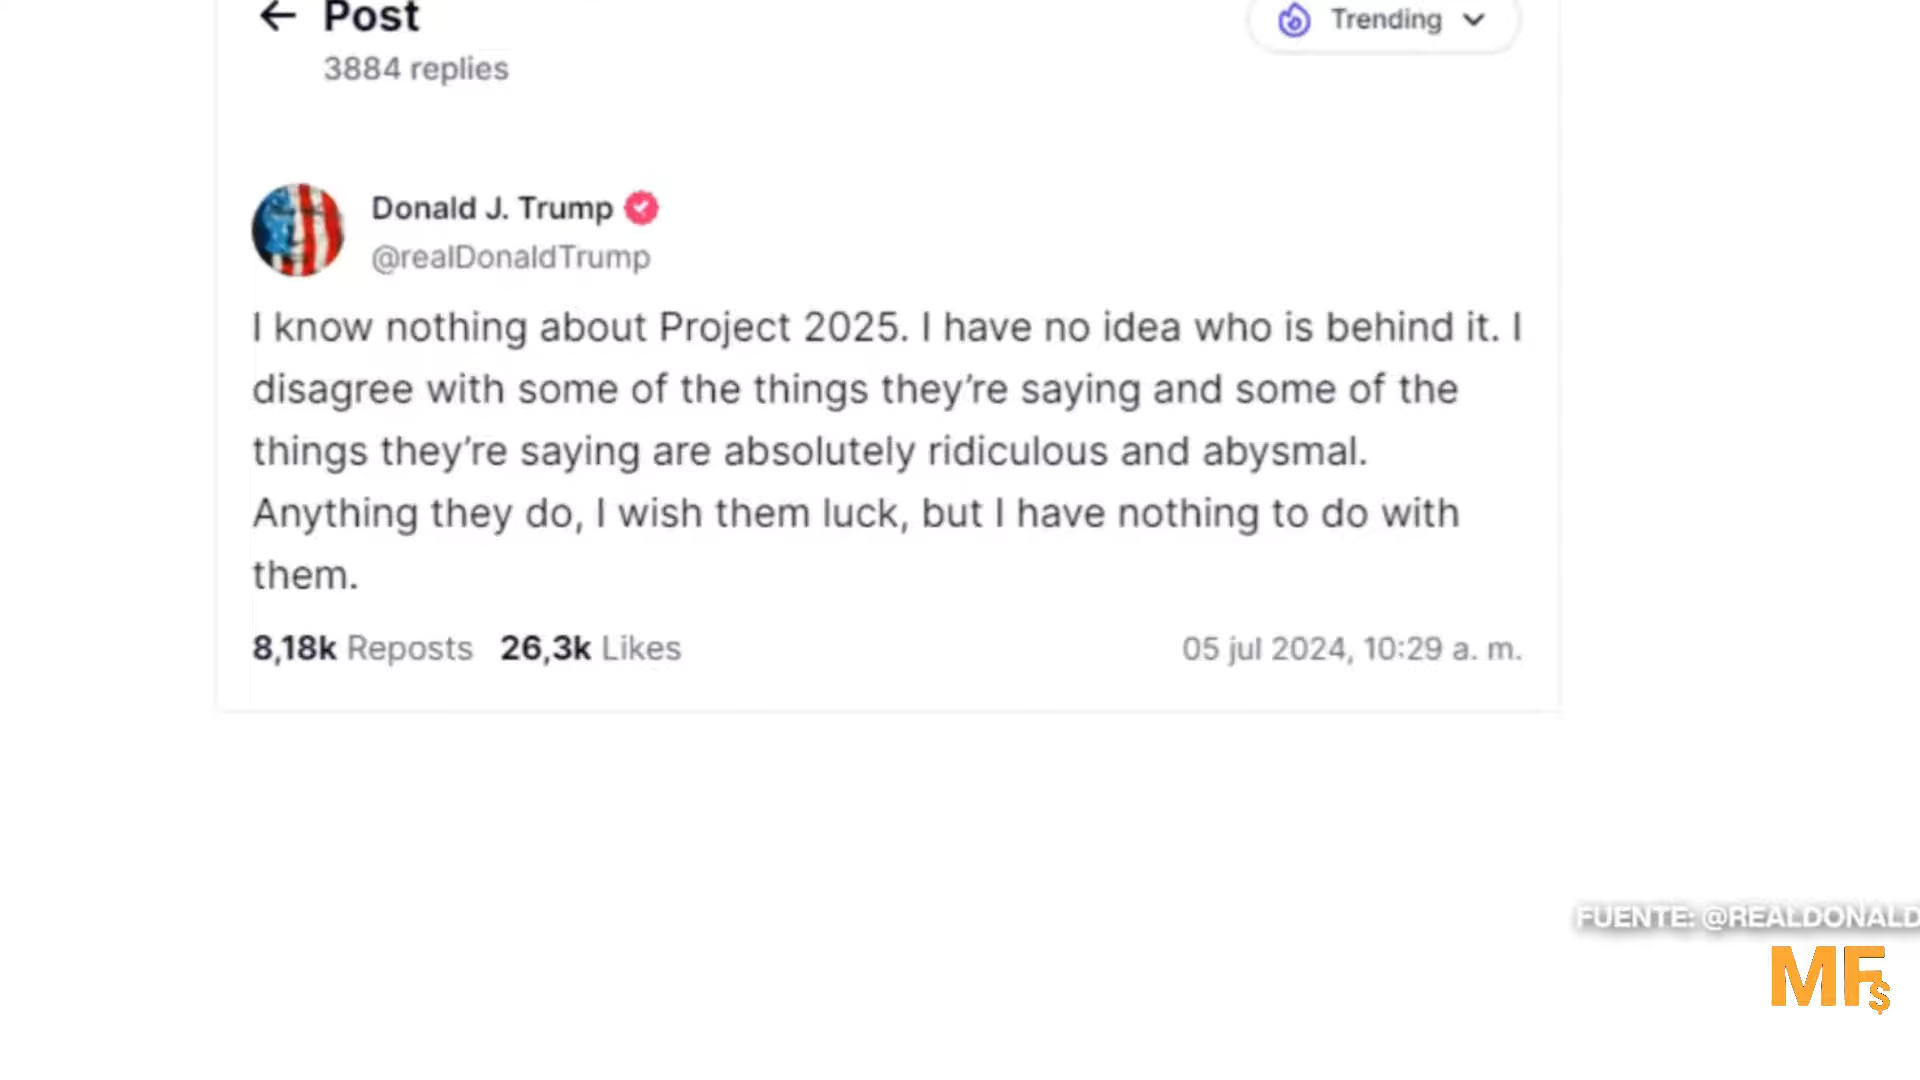 Post
Trending
3884 replies
Donald J. Trump
@realDonaldTrump
I know nothing about Project 2025. I have no idea who is behind it. I
disagree with some of the things they’re saying and some of the
things they’re saying are absolutely ridiculous and abysmal.
Anything they do, I wish them luck, but I have nothing to do with
them.
8,18k Reposts 26,3k Likes
05 jul 2024, 10:29 a. m.
FUENTE: @REALDONALD
MF$